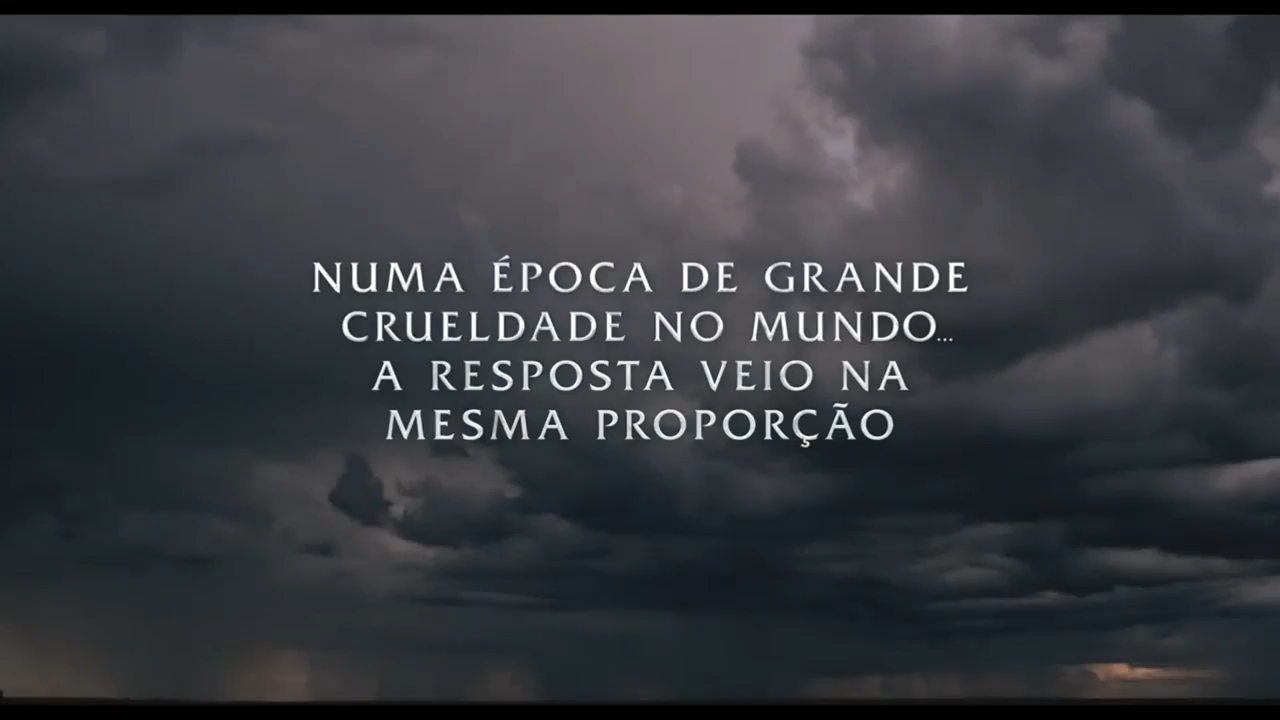 NUMA ÉPOCA DE GRANDE
CRUELDADE NO MUNDO...
A RESPOSTA VEIO NA
MESMA PROPORÇÃO